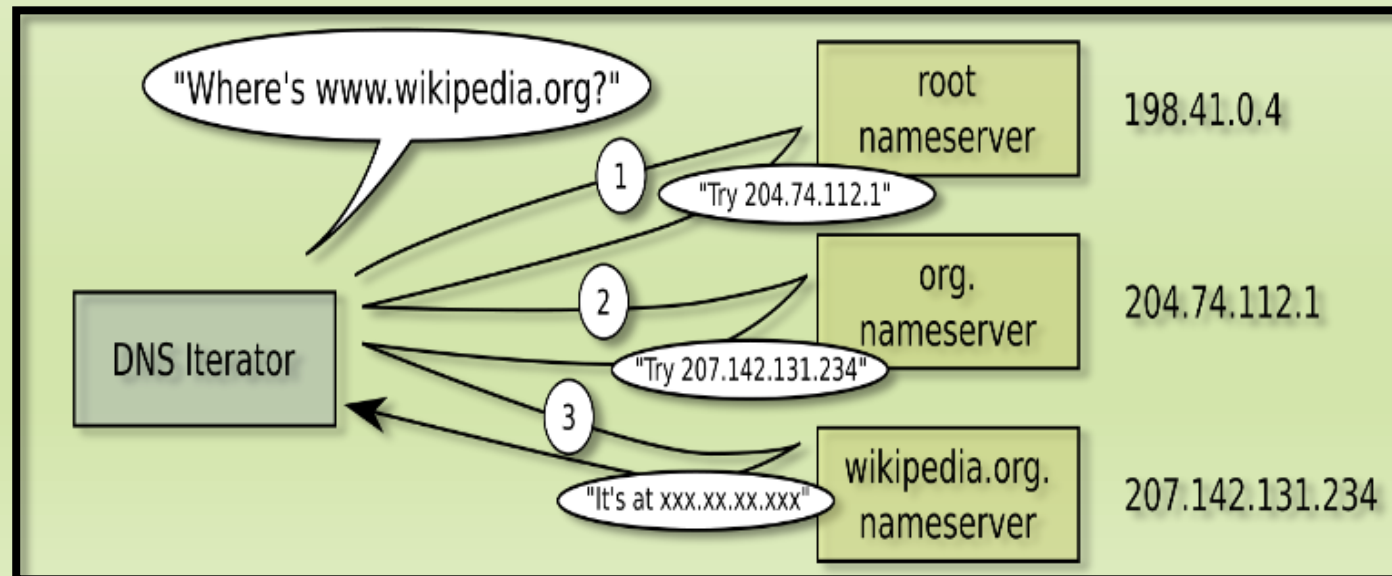 "Where's www.wikipedia.org?"
root
nameserver
198.41.0.4
1
"Try 204.74.112.1"
DNS Iterator
2
org.
nameserver
204.74.112.1
"Try 207.142.131.234"
3
wikipedia.org.
nameserver
207.142.131.234
"It's at xxx.xx.xx.xxx"